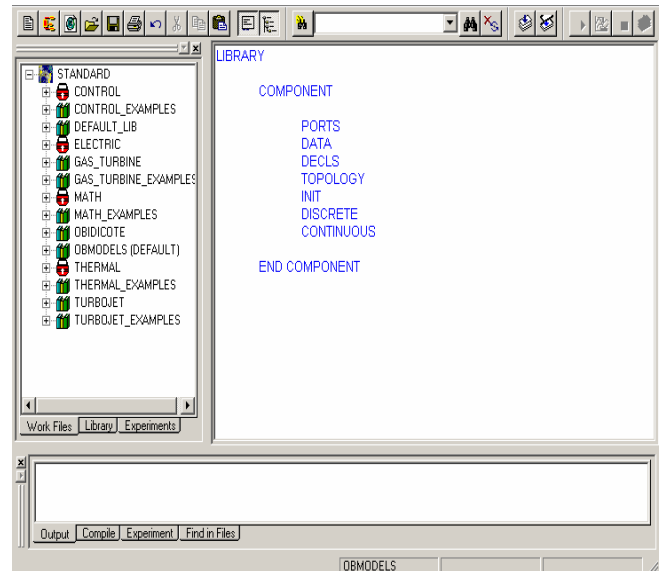 STANDARD
CONTROL
CONTROL_EXAMPLES
DEFAULT_LIB
ELECTRIC
GAS_TURBINE
GAS_TURBINE_EXAMPLES
MATH
MATH_EXAMPLES
OBIDICOTE
OBMODELS (DEFAULT)
THERMAL
THERMAL_EXAMPLES
TURBOJET
TURBOJET_EXAMPLES
Work Files Library Experiments
LIBRARY
COMPONENT
PORTS
DATA
DECLS
TOPOLOGY
INIT
DISCRETE
CONTINUOUS
END COMPONENT
Output Compile Experiment Find in Files
OBMODELS